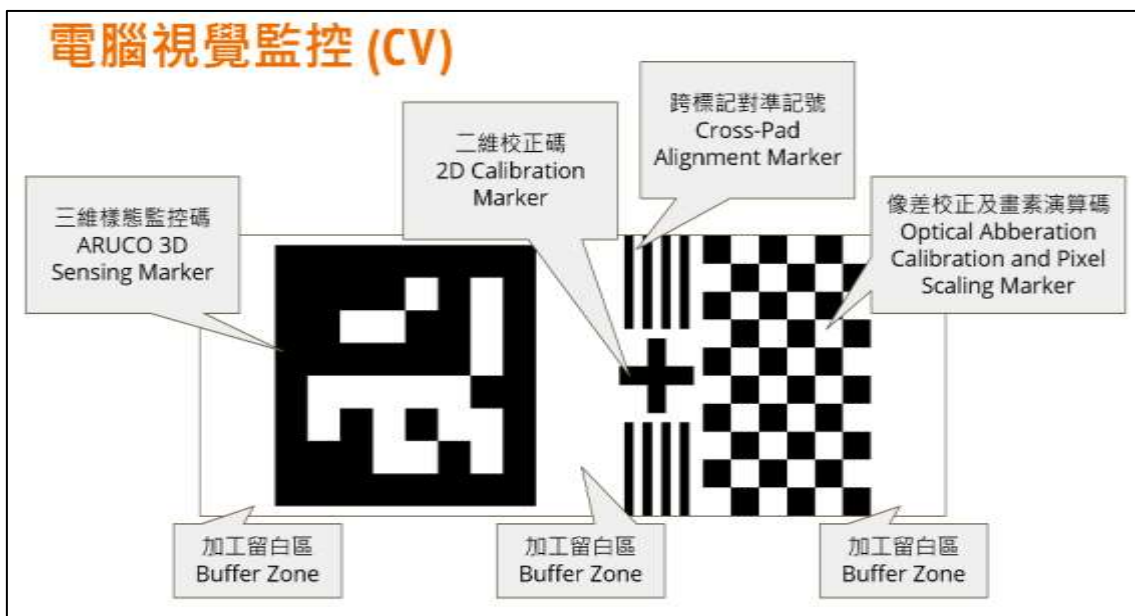 電腦視覺監控 (CV)
跨標記對準記號
Cross-Pad
Alignment Marker
二維校正碼
2D Calibration
Marker
三維樣態監控碼
ARUCO 3D
Sensing Marker
像差校正及畫素演算碼
Optical Abberation
Calibration and Pixel
Scaling Marker
加工留白區
Buffer Zone
加工留白區
Buffer Zone
加工留白區
Buffer Zone